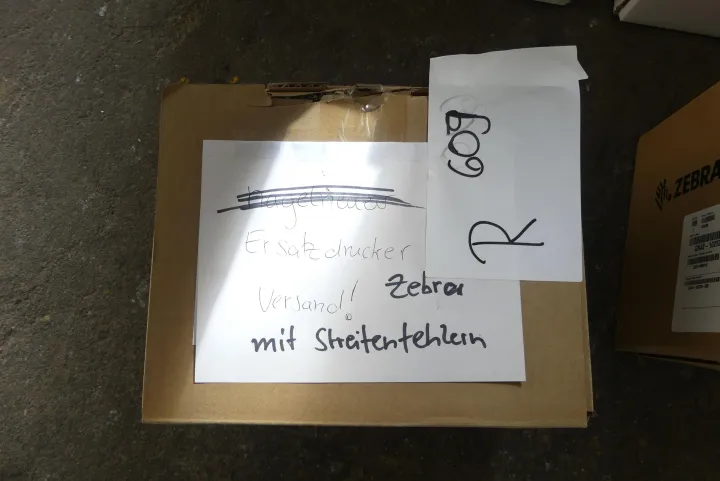 Ersatzdrucker
Versand! Zebra
mit Streifenfehlern
R 609
ZEBRA